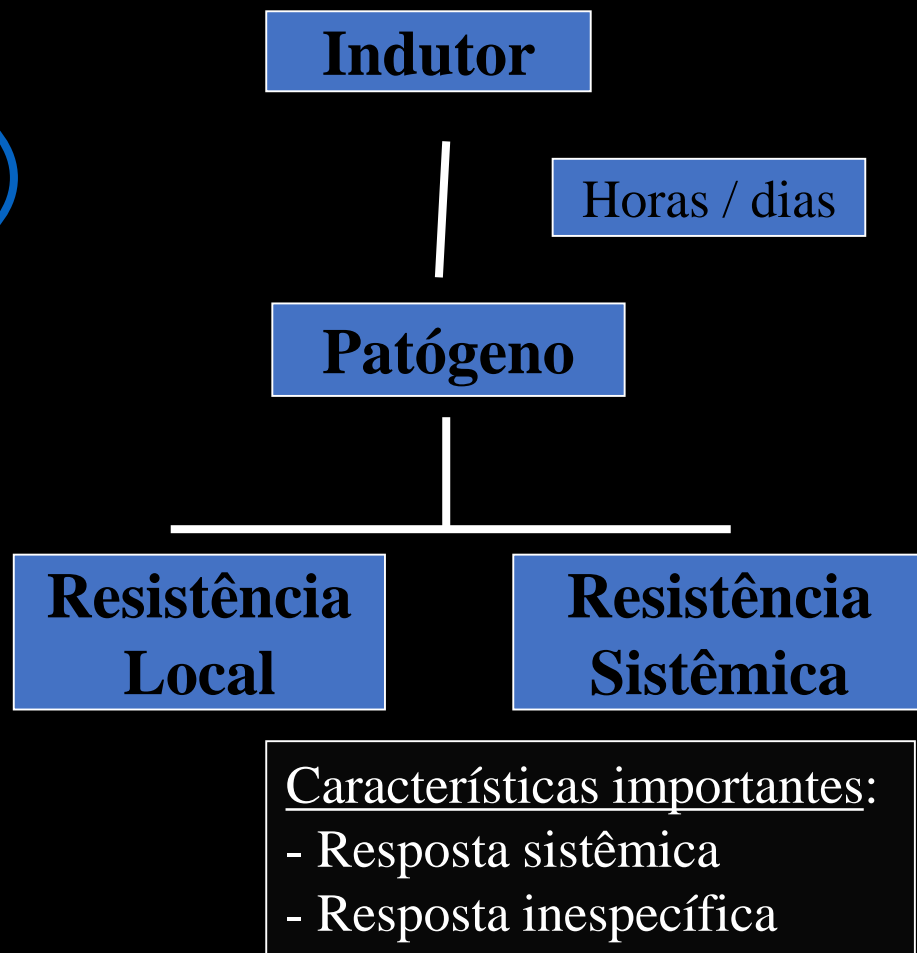 Indutor
Horas / dias
Patógeno
Resistência
Local
Resistência
Sistêmica
Características importantes:
- Resposta sistêmica
- Resposta inespecífica